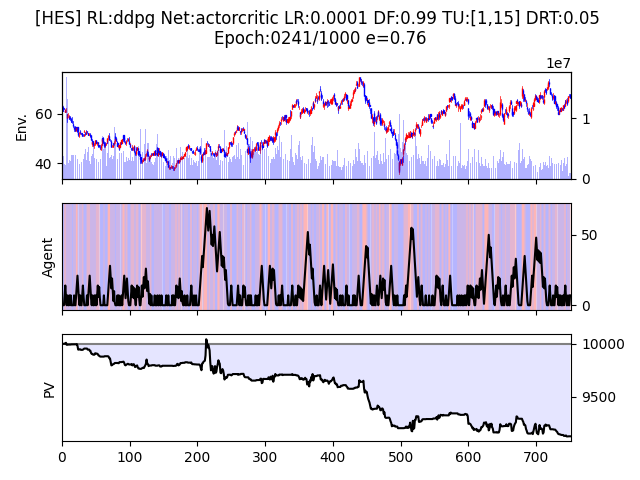 [HES] RL:ddpg Net:actorcritic LR:0.0001 DF:0.99 TU:[1,15] DRT:0.05
Epoch:0241/1000 e=0.76
1e7
Env.
60
40
1
0
Agent
50
0
PV
10000
9500
0
100
200
300
400
500
600
700